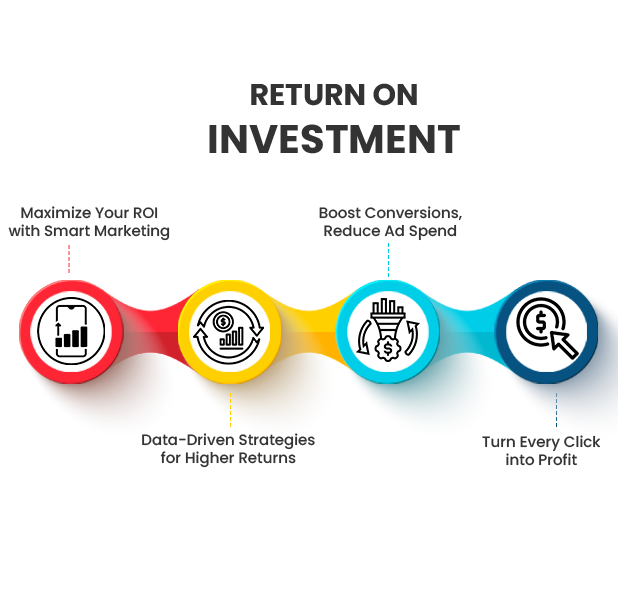 RETURN ON
INVESTMENT
Maximize Your ROI
with Smart Marketing
Boost Conversions,
Reduce Ad Spend
Data-Driven Strategies
for Higher Returns
Turn Every Click
into Profit